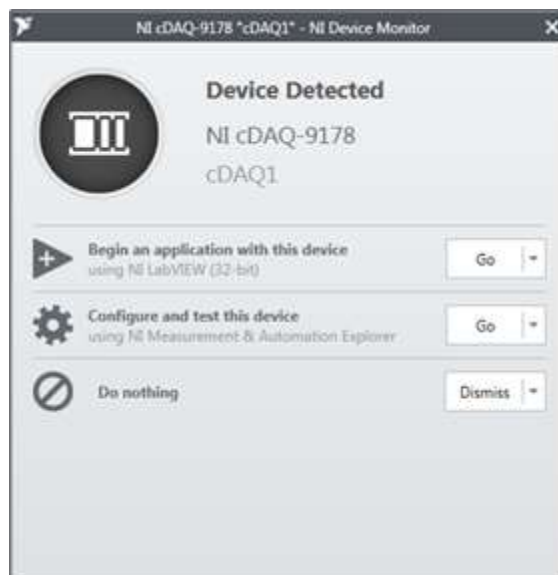 NI cDAQ-9178 "cDAQ1" - NI Device Monitor
Device Detected
NI cDAQ-9178
cDAQ1
Begin an application with this device
using NI LabVIEW (32-bit)
Go
Configure and test this device
using NI Measurement & Automation Explorer
Go
Do nothing
Dismiss